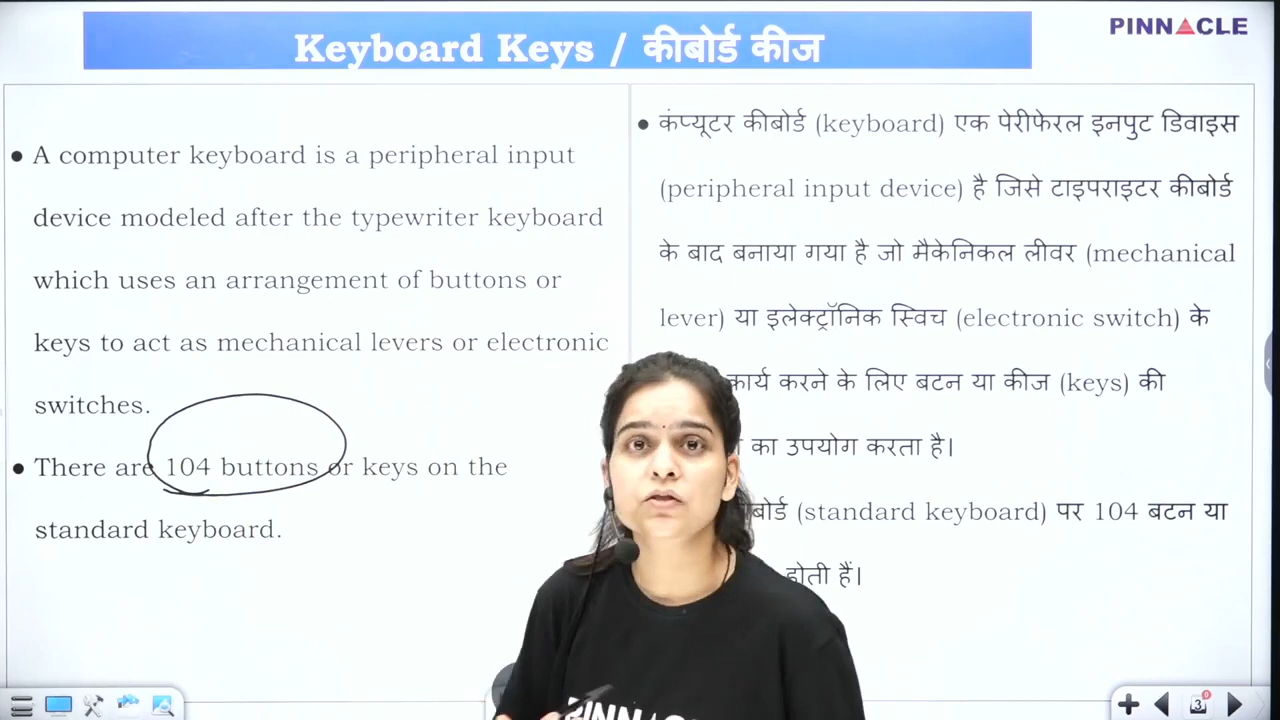 Keyboard Keys / कीबोर्ड कीज
PINNACLE
● A computer keyboard is a peripheral input
device modeled after the typewriter keyboard
which uses an arrangement of buttons or
keys to act as mechanical levers or electronic
switches.
● There are 104 buttons or keys on the
standard keyboard.
● कंप्यूटर कीबोर्ड (keyboard) एक पेरीफेरल इनपुट डिवाइस
(peripheral input device) है जिसे टाइपराइटर कीबोर्ड
के बाद बनाया गया है जो मैकेनिकल लीवर (mechanical
lever) या इलेक्ट्रॉनिक स्विच (electronic switch) के
कार्य करने के लिए बटन या कीज (keys) की
का उपयोग करता है।
(standard keyboard) पर 104 बटन या
होती हैं।
3
0